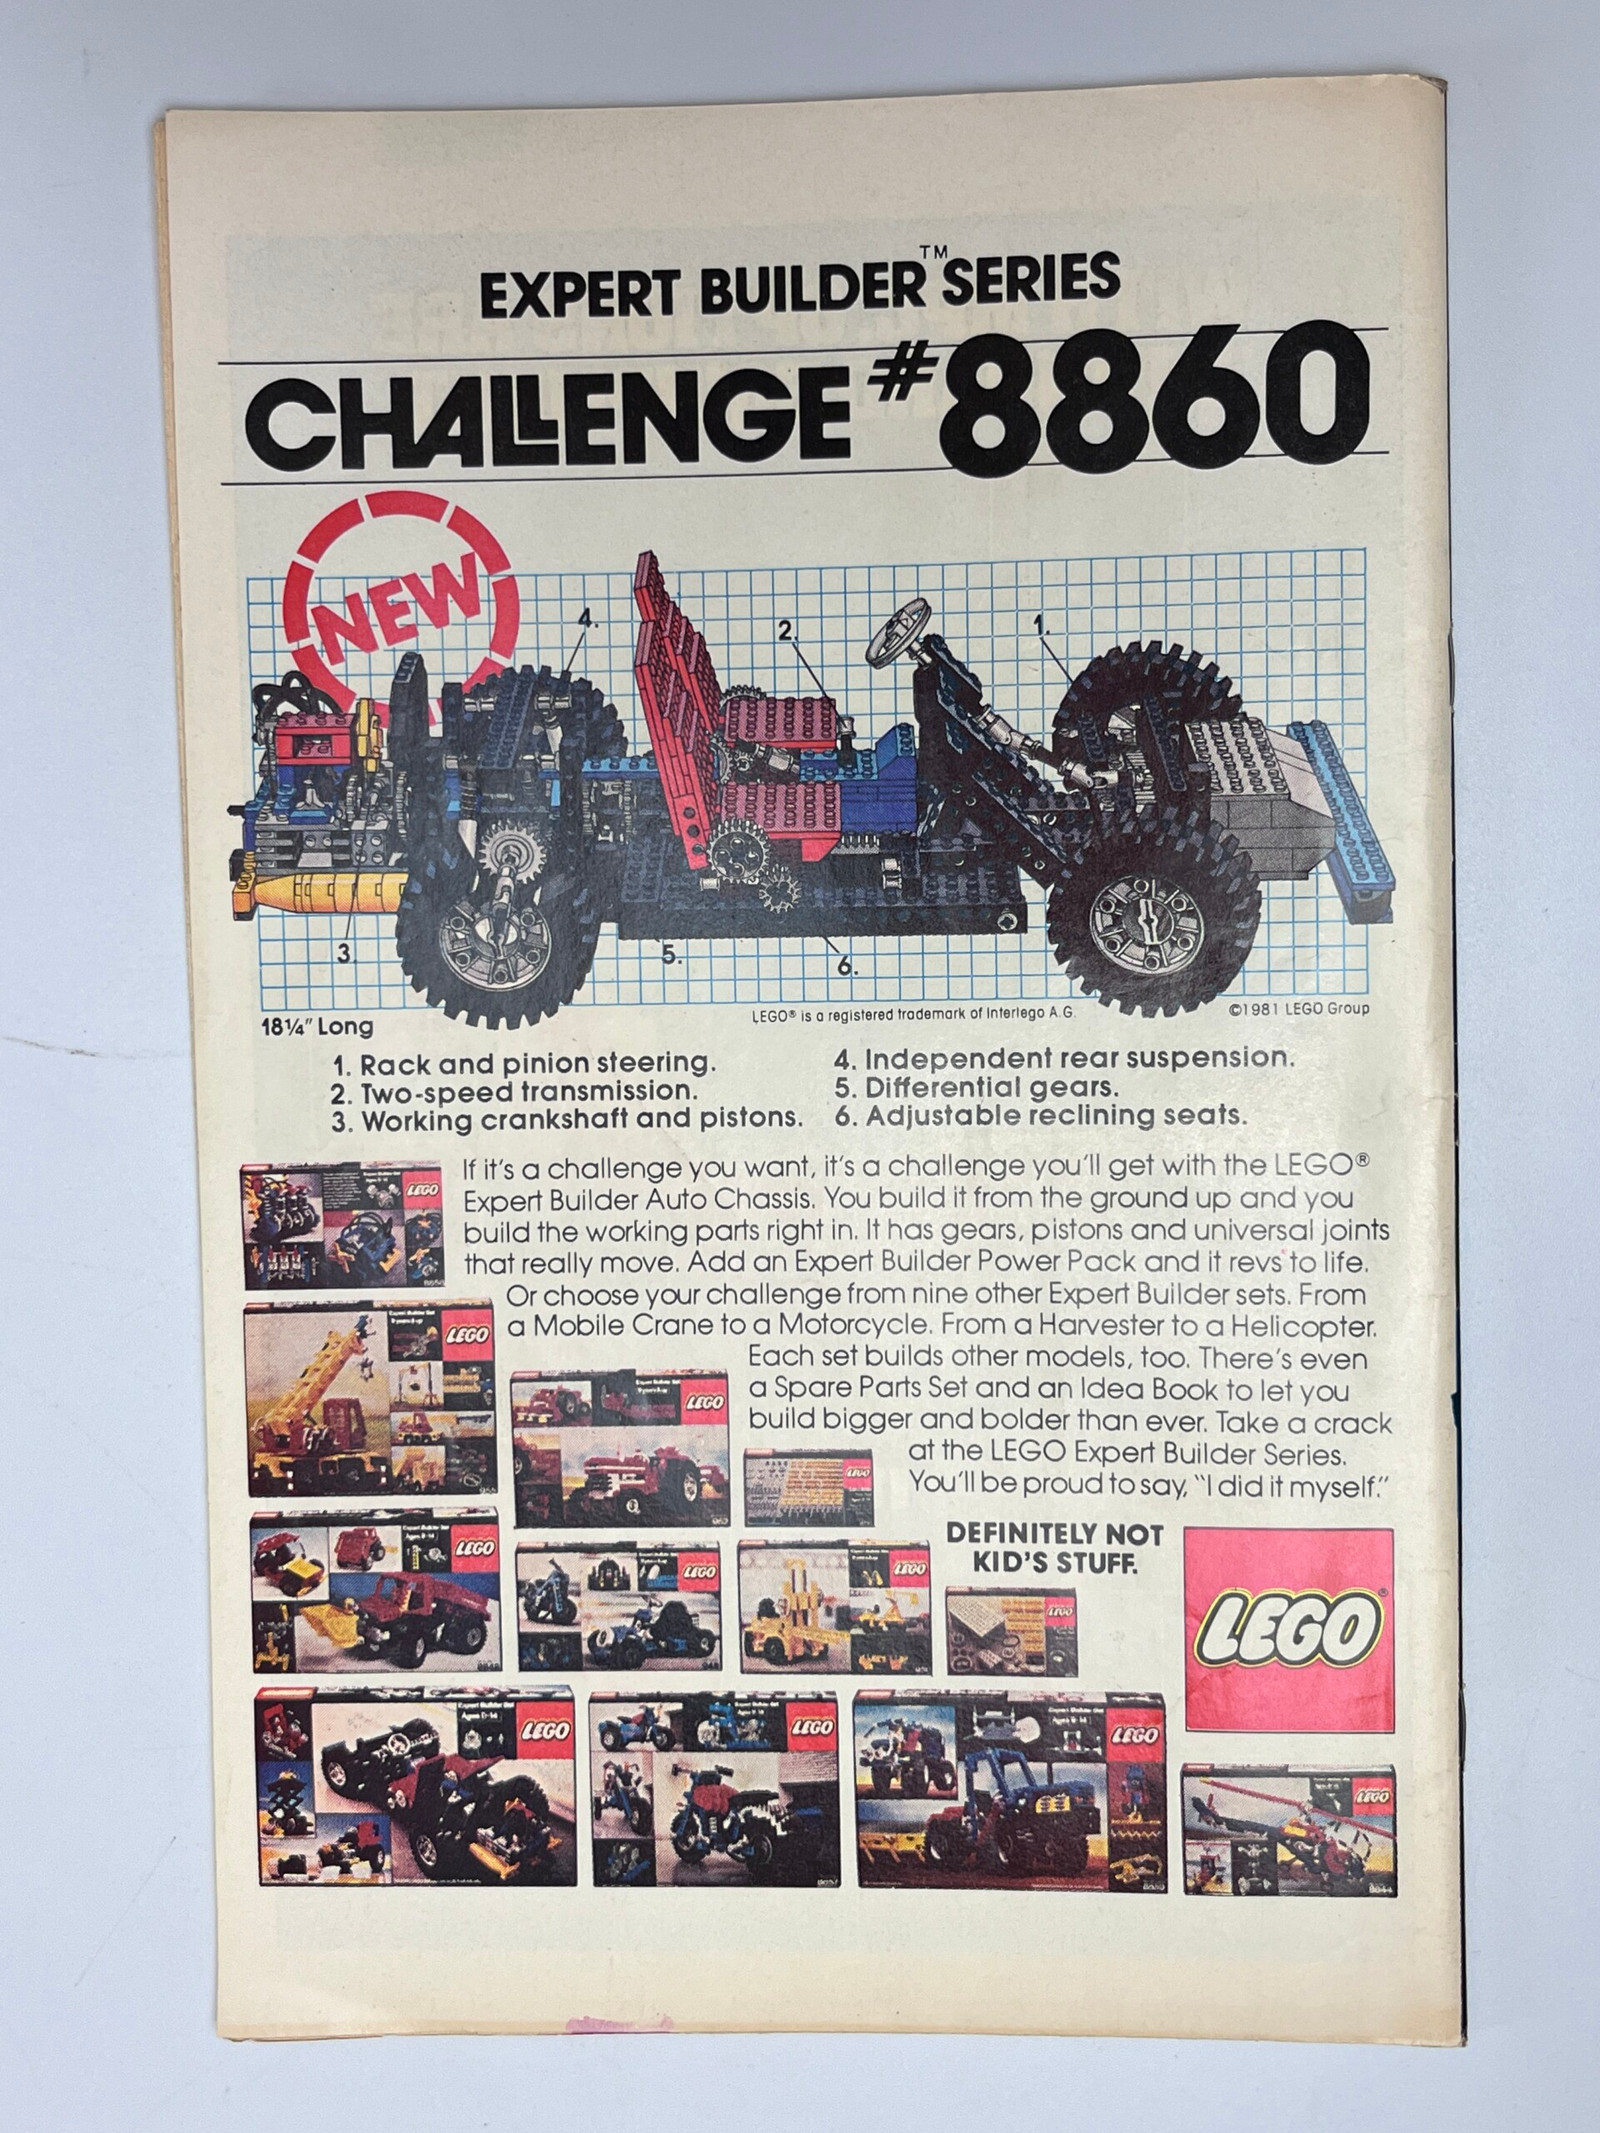 EXPERT BUILDER™ SERIES
CHALLENGE #8860
NEW
4.
2.
1.
3.
5.
6.
18¼" Long
LEGO® is a registered trademark of Interlego A.G.
©1981 LEGO Group
1. Rack and pinion steering.
2. Two-speed transmission.
3. Working crankshaft and pistons.
4. Independent rear suspension.
5. Differential gears.
6. Adjustable reclining seats.
If it's a challenge you want, it's a challenge you'll get with the LEGO®
Expert Builder Auto Chassis. You build it from the ground up and you
build the working parts right in. It has gears, pistons and universal joints
that really move. Add an Expert Builder Power Pack and it revs to life.
Or choose your challenge from nine other Expert Builder sets. From
a Mobile Crane to a Motorcycle. From a Harvester to a Helicopter.
Each set builds other models, too. There's even
a Spare Parts Set and an Idea Book to let you
build bigger and bolder than ever. Take a crack
at the LEGO Expert Builder Series.
You'll be proud to say, "I did it myself."
DEFINITELY NOT
KID'S STUFF.
LEGO®
LEGO
LEGO
LEGO
LEGO
LEGO
LEGO
LEGO
LEGO
LEGO
Expert Builder Set
LEGO
LEGO
LEGO
LEGO